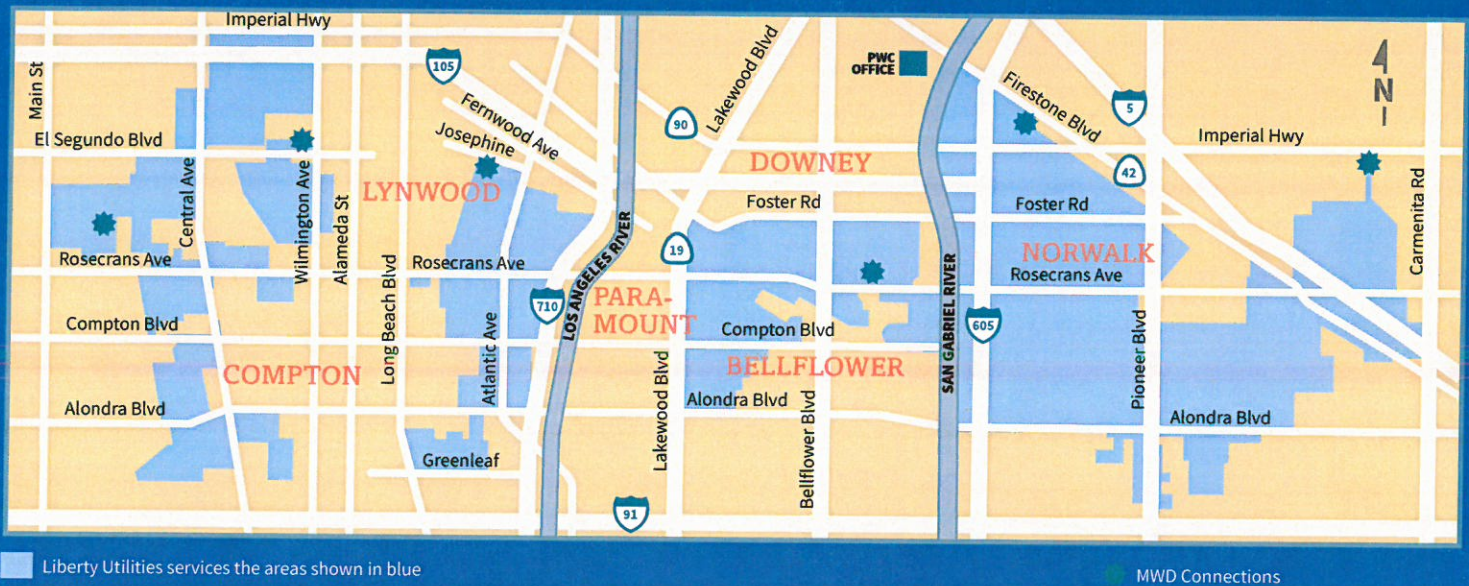 Imperial Hwy
Main St
105
Fernwood Ave
Josephine
El Segundo Blvd
Central Ave
Wilmington Ave
Alameda St
LYNWOOD
Rosecrans Ave
Long Beach Blvd
Rosecrans Ave
Compton Blvd
COMPTON
Atlantic Ave
Alondra Blvd
Greenleaf
710
LOS ANGELES RIVER
90
Lakewood Blvd
PWC
OFFICE
DOWNEY
Foster Rd
19
PARA-
MOUNT
Compton Blvd
BELLFLOWER
Lakewood Blvd
Alondra Blvd
Bellflower Blvd
91
SAN GABRIEL RIVER
605
Firestone Blvd
5
Imperial Hwy
42
Foster Rd
NORWALK
Rosecrans Ave
Pioneer Blvd
Alondra Blvd
Carmenita Rd
N
Liberty Utilities services the areas shown in blue
MWD Connections